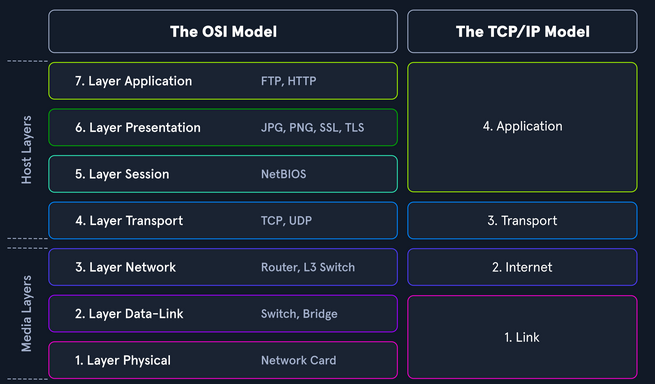 The OSI Model
The TCP/IP Model
Host Layers
7. Layer Application FTP, HTTP
6. Layer Presentation JPG, PNG, SSL, TLS
5. Layer Session NetBIOS
4. Layer Transport TCP, UDP
4. Application
3. Transport
Media Layers
3. Layer Network Router, L3 Switch
2. Layer Data-Link Switch, Bridge
1. Layer Physical Network Card
2. Internet
1. Link